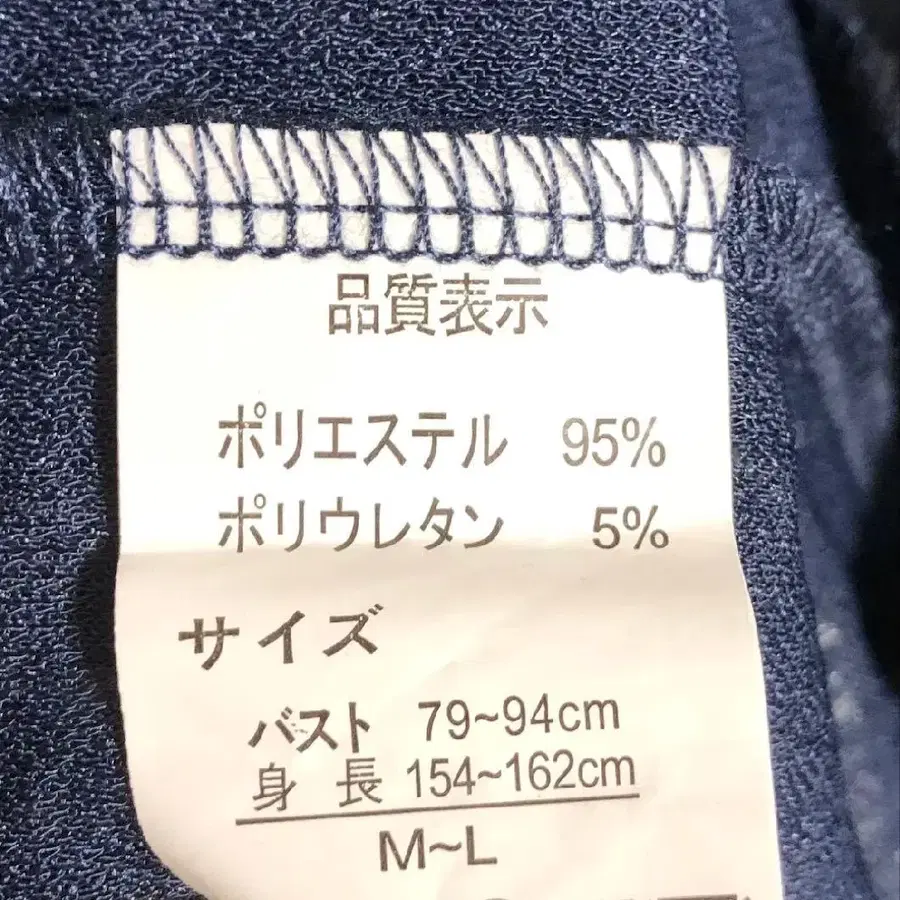 品質表示
ポリエステル 95%
ポリウレタン 5%
サイズ
バスト 79~94cm
身長 154~162cm
M~L